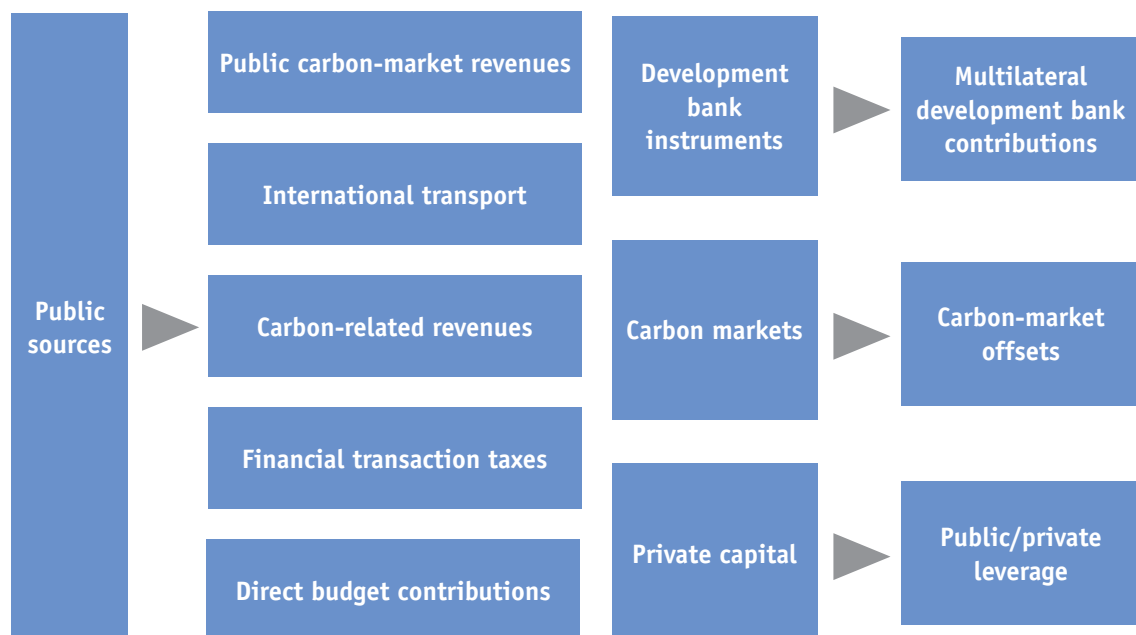 Public
sources
Public carbon-market revenues
International transport
Carbon-related revenues
Financial transaction taxes
Direct budget contributions
Development
bank
instruments
Multilateral
development bank
contributions
Carbon markets
Carbon-market
offsets
Private capital
Public/private
leverage